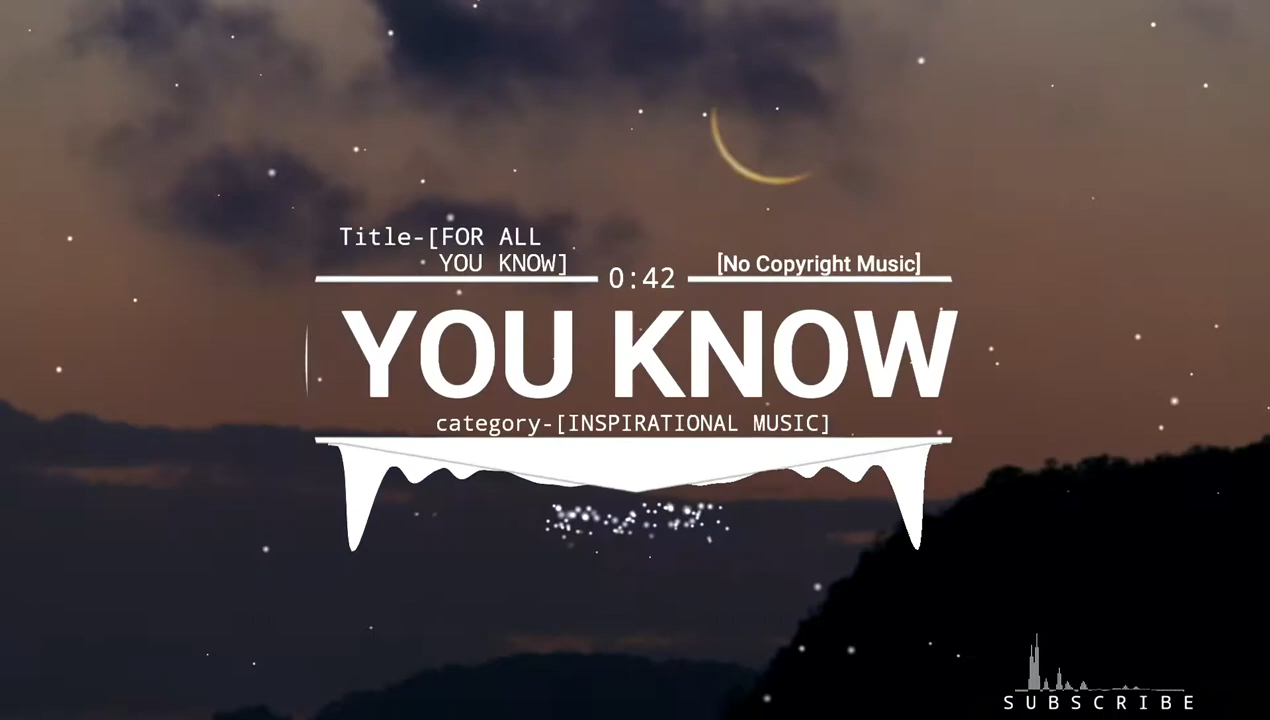 Title-[FOR ALL
YOU KNOW]
[No Copyright Music]
0:42
YOU KNOW
category-[INSPIRATIONAL MUSIC]
SUBSCRIBE